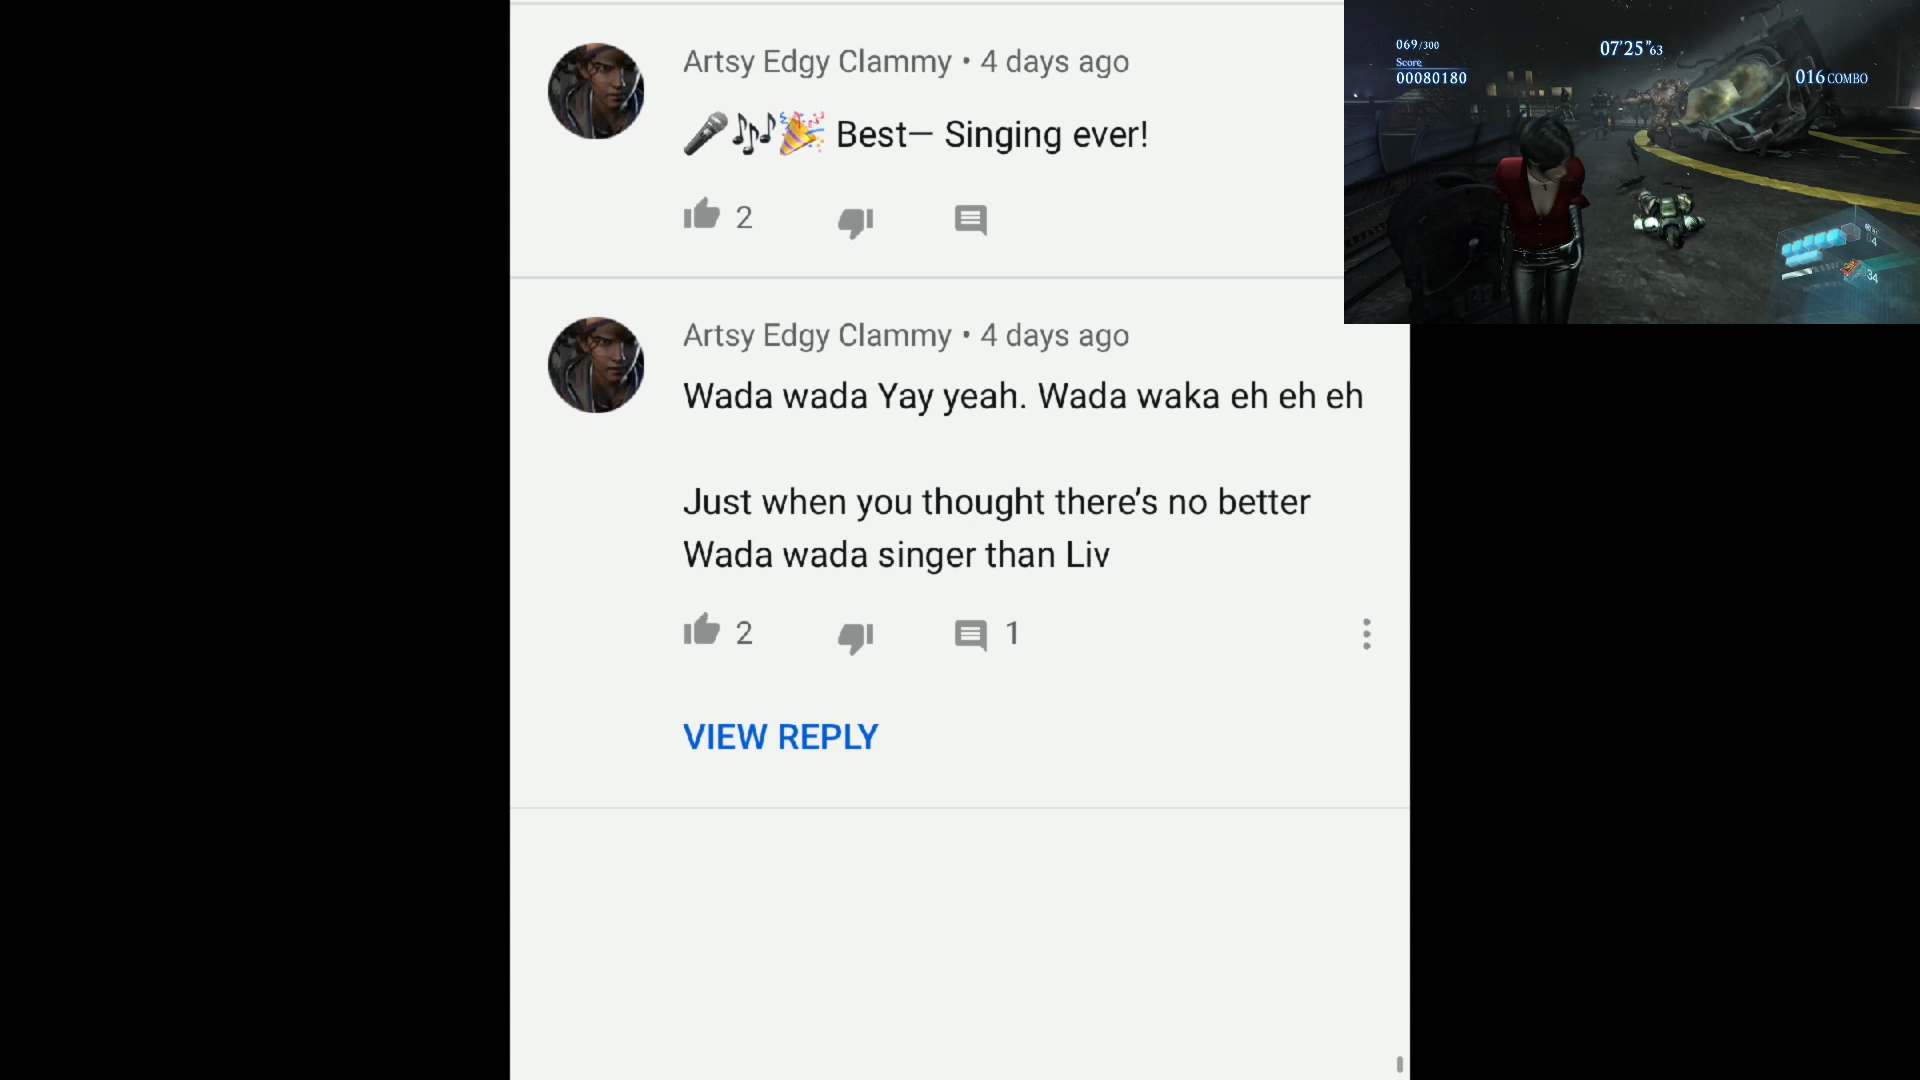 Artsy Edgy Clammy • 4 days ago
🎤🎶🎉 Best— Singing ever!
2
Artsy Edgy Clammy • 4 days ago
Wada wada Yay yeah. Wada waka eh eh eh
Just when you thought there’s no better
Wada wada singer than Liv
2
1
VIEW REPLY
069/300
Score
00080180
07'25"63
016 COMBO
4
34